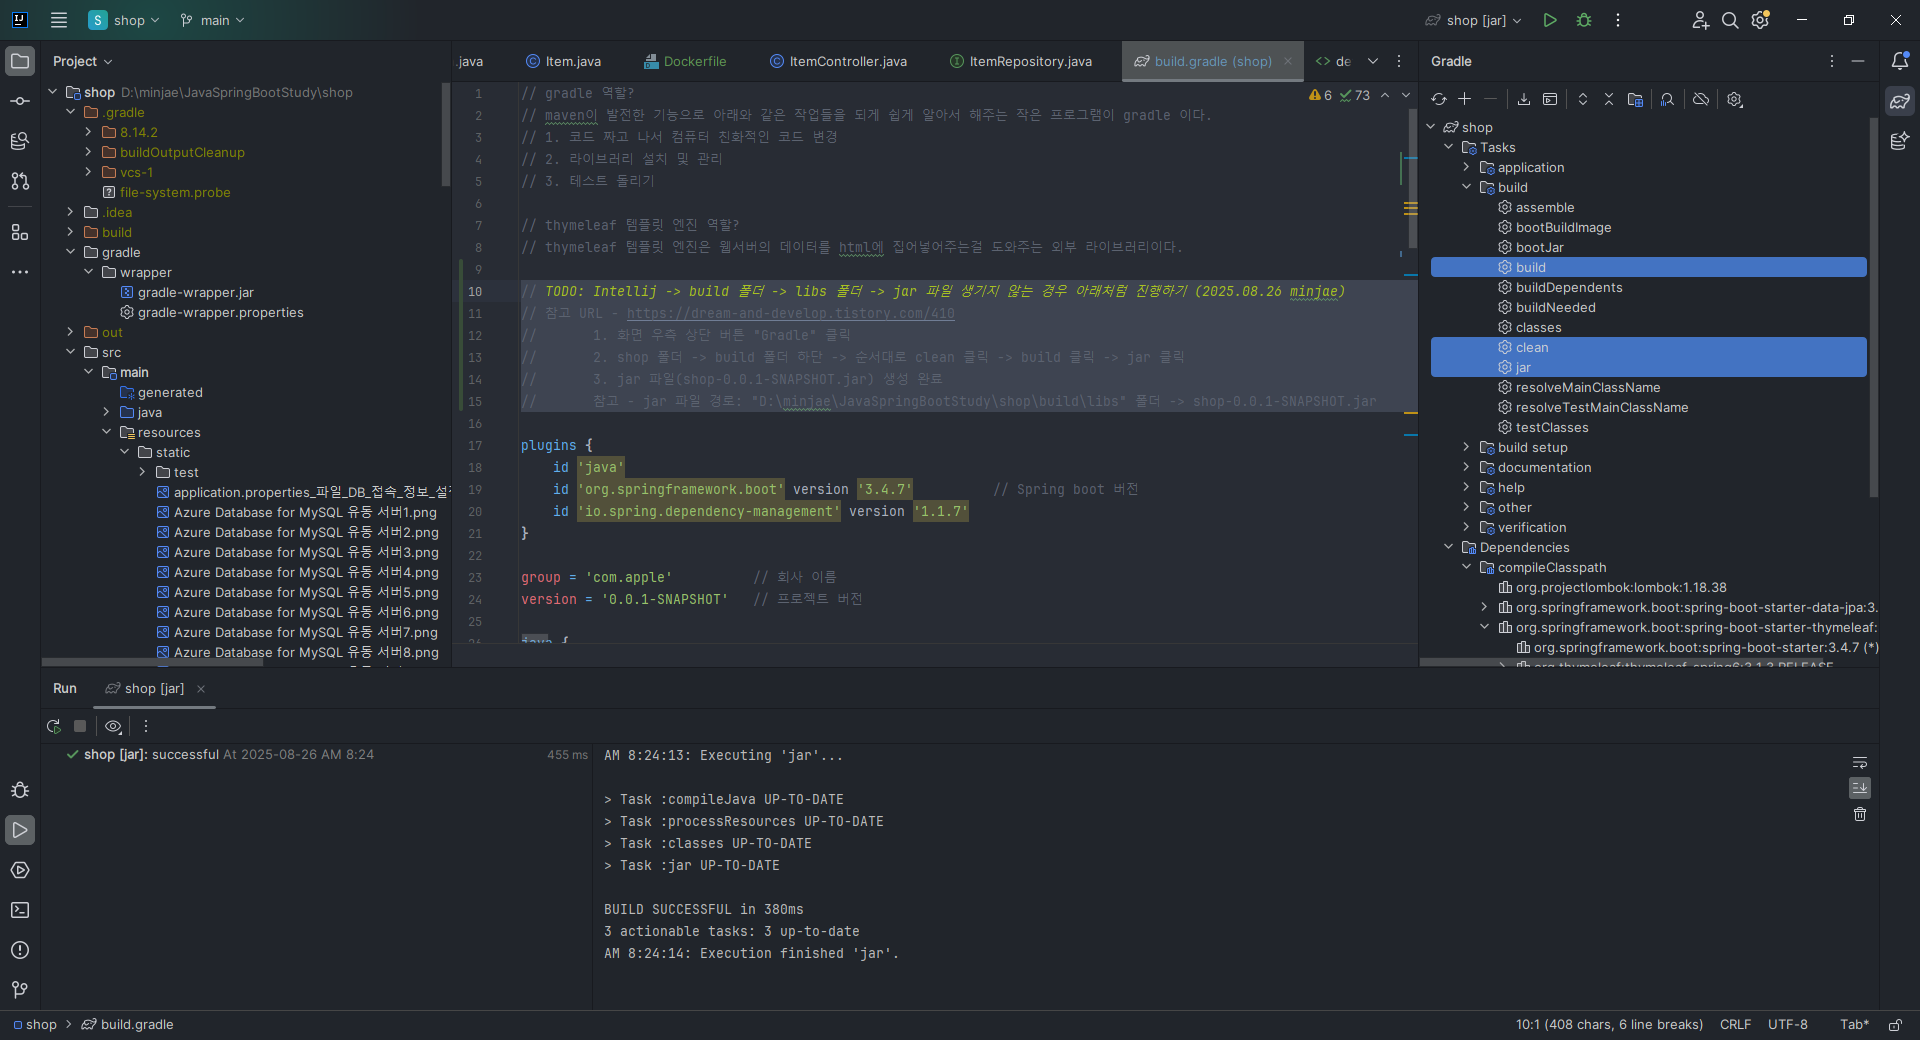 S shop main shop [jar]
Project
shop D:\minjae\JavaSpringBootStudy\shop
.gradle
8.14.2
buildOutputCleanup
vcs-1
file-system.probe
.idea
build
gradle
wrapper
gradle-wrapper.jar
gradle-wrapper.properties
out
src
main
generated
java
resources
static
test
application.properties_파일_DB_접속_정보_설정
Azure Database for MySQL 유동 서버1.png
Azure Database for MySQL 유동 서버2.png
Azure Database for MySQL 유동 서버3.png
Azure Database for MySQL 유동 서버4.png
Azure Database for MySQL 유동 서버5.png
Azure Database for MySQL 유동 서버6.png
Azure Database for MySQL 유동 서버7.png
Azure Database for MySQL 유동 서버8.png
.java Item.java Dockerfile ItemController.java ItemRepository.java build.gradle (shop) <> de
6 73
1 // gradle 역할?
2 // maven이 발전한 기능으로 아래와 같은 작업들을 되게 쉽게 알아서 해주는 작은 프로그램이 gradle 이다.
3 // 1. 코드 짜고 나서 컴퓨터 친화적인 코드 변경
4 // 2. 라이브러리 설치 및 관리
5 // 3. 테스트 돌리기
6
7 // thymeleaf 템플릿 엔진 역할?
8 // thymeleaf 템플릿 엔진은 웹서버의 데이터를 html에 집어넣어주는걸 도와주는 외부 라이브러리이다.
9
10 // TODO: Intellij -> build 폴더 -> libs 폴더 -> jar 파일 생기지 않는 경우 아래처럼 진행하기 (2025.08.26 minjae)
11 // 참고 URL - https://dream-and-develop.tistory.com/410
12 // 1. 화면 우측 상단 버튼 "Gradle" 클릭
13 // 2. shop 폴더 -> build 폴더 하단 -> 순서대로 clean 클릭 -> build 클릭 -> jar 클릭
14 // 3. jar 파일(shop-0.0.1-SNAPSHOT.jar) 생성 완료
15 // 참고 - jar 파일 경로: "D:\minjae\JavaSpringBootStudy\shop\build\libs" 폴더 -> shop-0.0.1-SNAPSHOT.jar
16
17 plugins {
18 id 'java'
19 id 'org.springframework.boot' version '3.4.7' // Spring boot 버전
20 id 'io.spring.dependency-management' version '1.1.7'
21 }
22
23 group = 'com.apple' // 회사 이름
24 version = '0.0.1-SNAPSHOT' // 프로젝트 버전
25
26 java {
Gradle
shop
Tasks
application
build
assemble
bootBuildImage
bootJar
build
buildDependents
buildNeeded
classes
clean
jar
resolveMainClassName
resolveTestMainClassName
testClasses
build setup
documentation
help
other
verification
Dependencies
compileClasspath
org.projectlombok:lombok:1.18.38
org.springframework.boot:spring-boot-starter-data-jpa:3.
org.springframework.boot:spring-boot-starter-thymeleaf:
org.springframework.boot:spring-boot-starter:3.4.7 (*)
org.thymeleaf:thymeleaf-spring6:3.1.3.RELEASE
Run shop [jar]
shop [jar]: successful At 2025-08-26 AM 8:24 455 ms
AM 8:24:13: Executing 'jar'...
> Task :compileJava UP-TO-DATE
> Task :processResources UP-TO-DATE
> Task :classes UP-TO-DATE
> Task :jar UP-TO-DATE
BUILD SUCCESSFUL in 380ms
3 actionable tasks: 3 up-to-date
AM 8:24:14: Execution finished 'jar'.
shop > build.gradle
10:1 (408 chars, 6 line breaks) CRLF UTF-8 Tab*